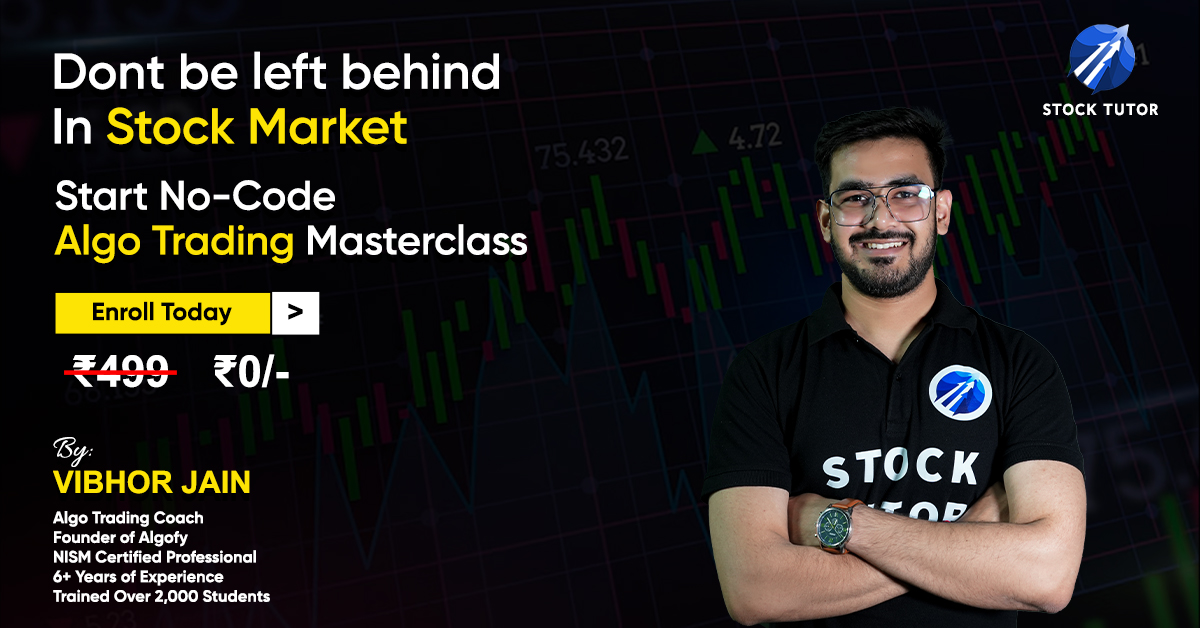 Dont be left behind
In Stock Market
Start No-Code
Algo Trading Masterclass
Enroll Today >
₹499 ₹0/-
By:
VIBHOR JAIN
Algo Trading Coach
Founder of Algofy
NISM Certified Professional
6+ Years of Experience
Trained Over 2,000 Students
STOCK TUTOR
75.432
4.72
STOCK